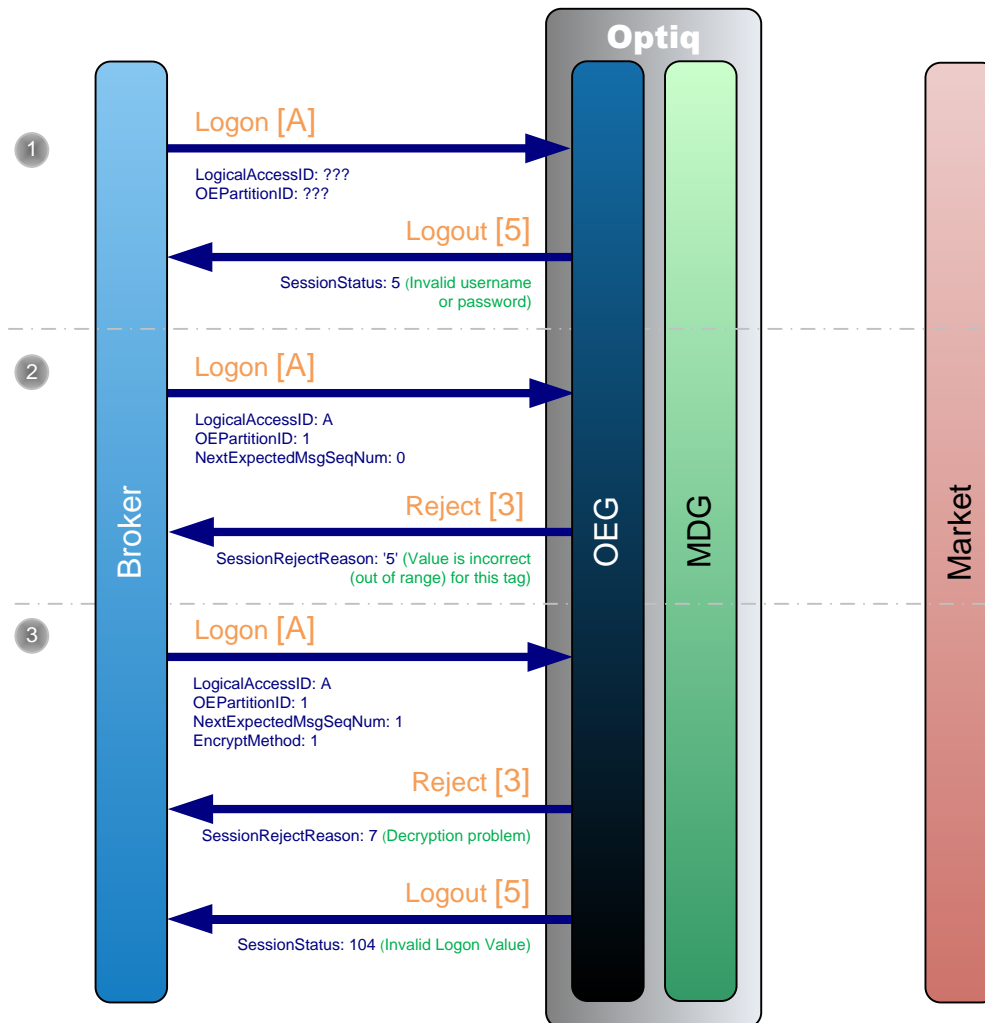 Optiq
Broker
OEG
MDG
Market
1
Logon [A]
LogicalAccessID: ???
OEPartitionID: ???
Logout [5]
SessionStatus: 5 (Invalid username
or password)
2
Logon [A]
LogicalAccessID: A
OEPartitionID: 1
NextExpectedMsgSeqNum: 0
Reject [3]
SessionRejectReason: '5' (Value is incorrect
(out of range) for this tag)
3
Logon [A]
LogicalAccessID: A
OEPartitionID: 1
NextExpectedMsgSeqNum: 1
EncryptMethod: 1
Reject [3]
SessionRejectReason: 7 (Decryption problem)
Logout [5]
SessionStatus: 104 (Invalid Logon Value)